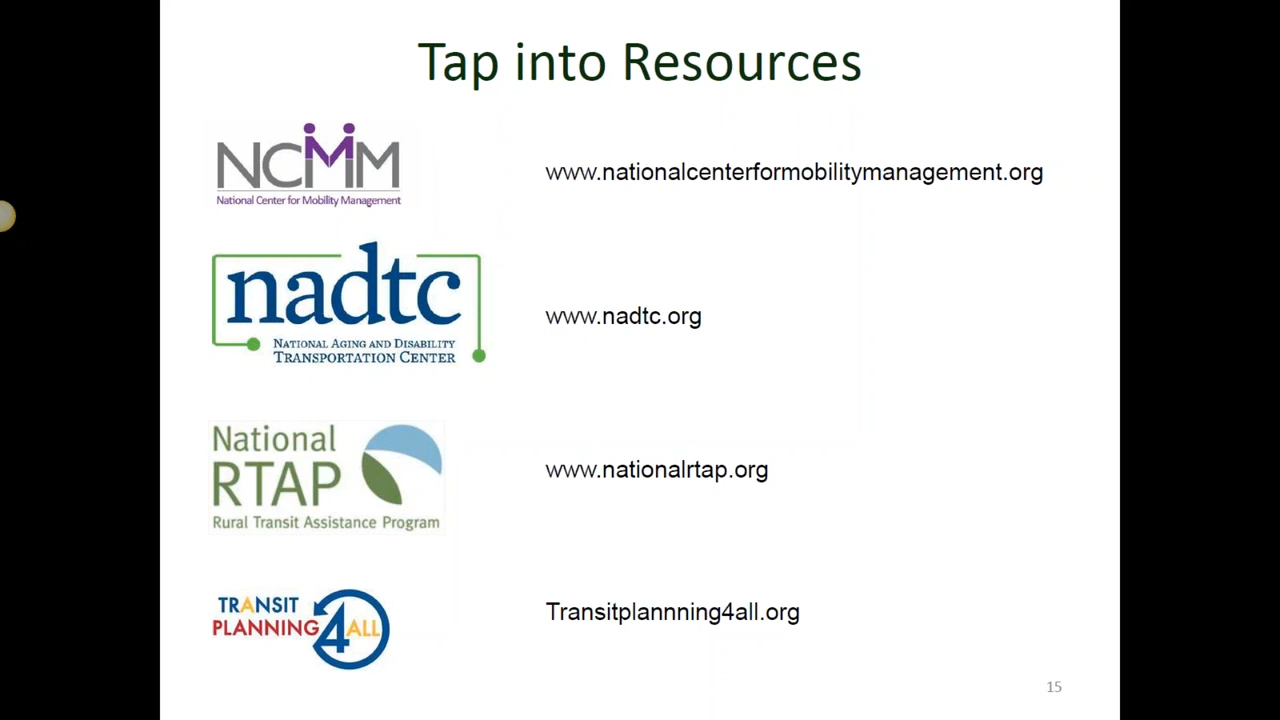 Tap into Resources
NCMM
National Center for Mobility Management
www.nationalcenterformobilitymanagement.org
nadtc
NATIONAL AGING AND DISABILITY
TRANSPORTATION CENTER
www.nadtc.org
National
RTAP
Rural Transit Assistance Program
www.nationalrtap.org
TRANSIT
PLANNING 4 ALL
Transitplannning4all.org
15